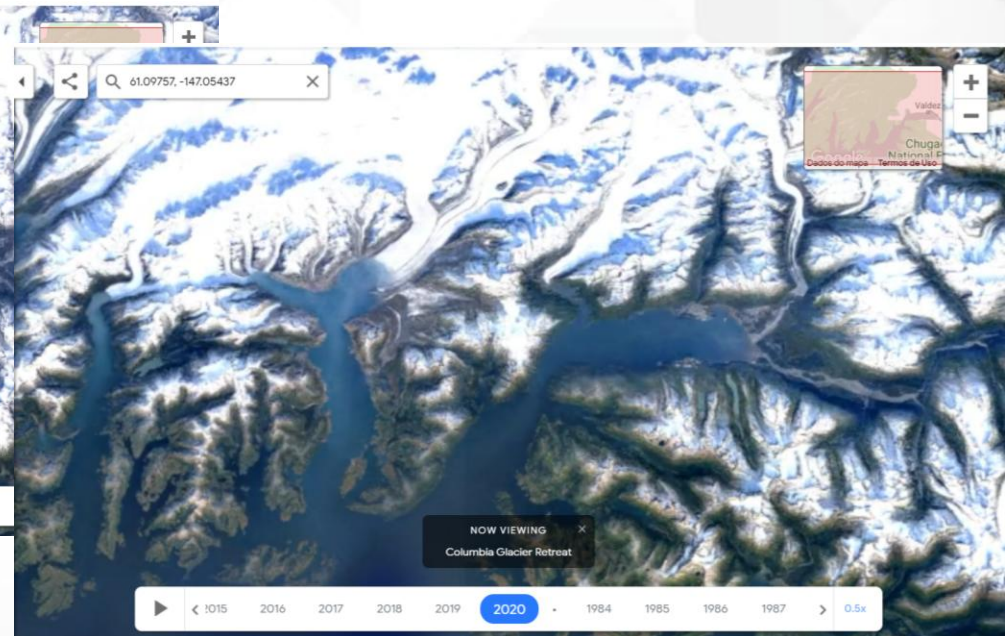 61.09757, -147.05437
Valdez
Chuga
National F
Dados do mapa Termos de Uso
NOW VIEWING
Columbia Glacier Retreat
2015 2016 2017 2018 2019 2020 1984 1985 1986 1987 0.5x